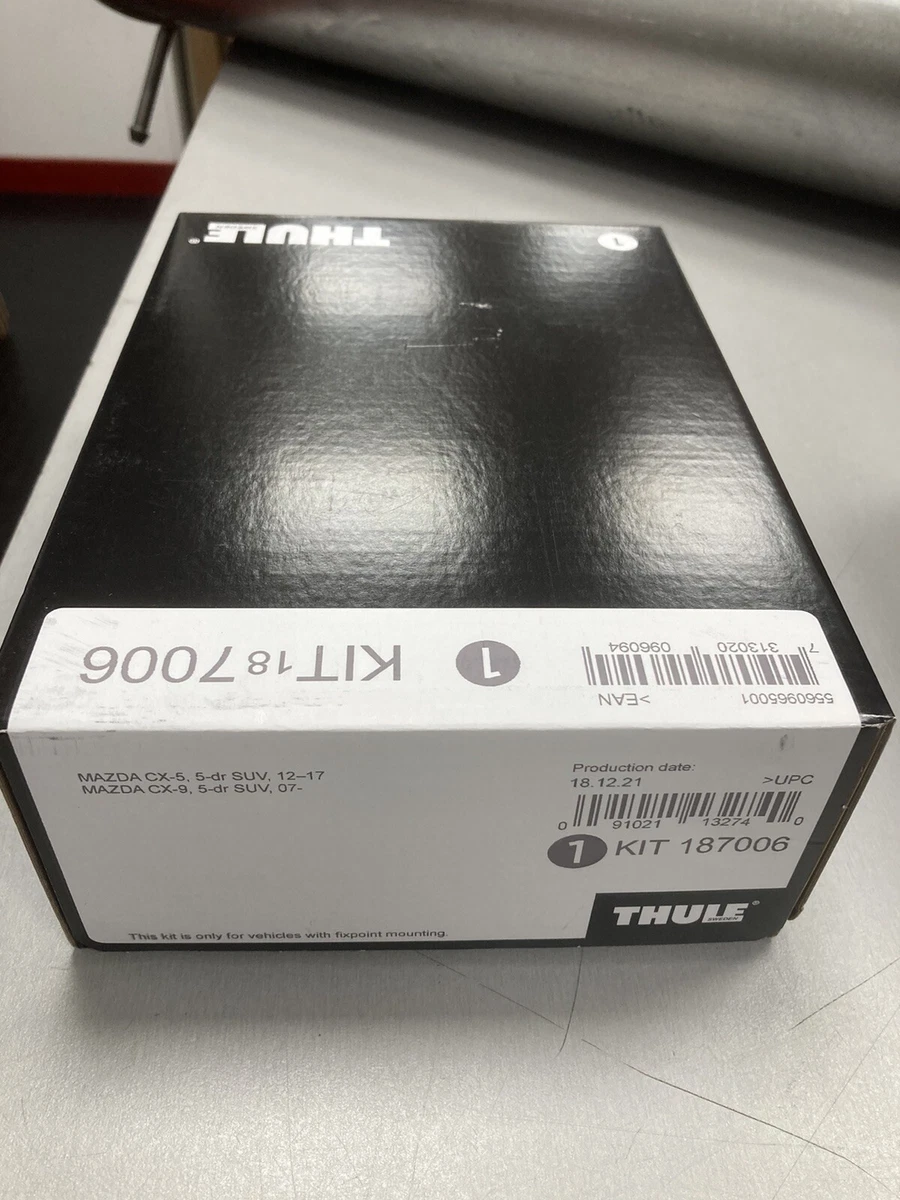 THULE®
SWEDEN
1
KIT 187006
1
7 313020 096094
>EAN
5560965001
MAZDA CX-5, 5-dr SUV, 12–17
MAZDA CX-9, 5-dr SUV, 07-
Production date:
18.12.21
>UPC
0 91021 13274 0
1 KIT 187006
This kit is only for vehicles with fixpoint mounting.
THULE®
SWEDEN